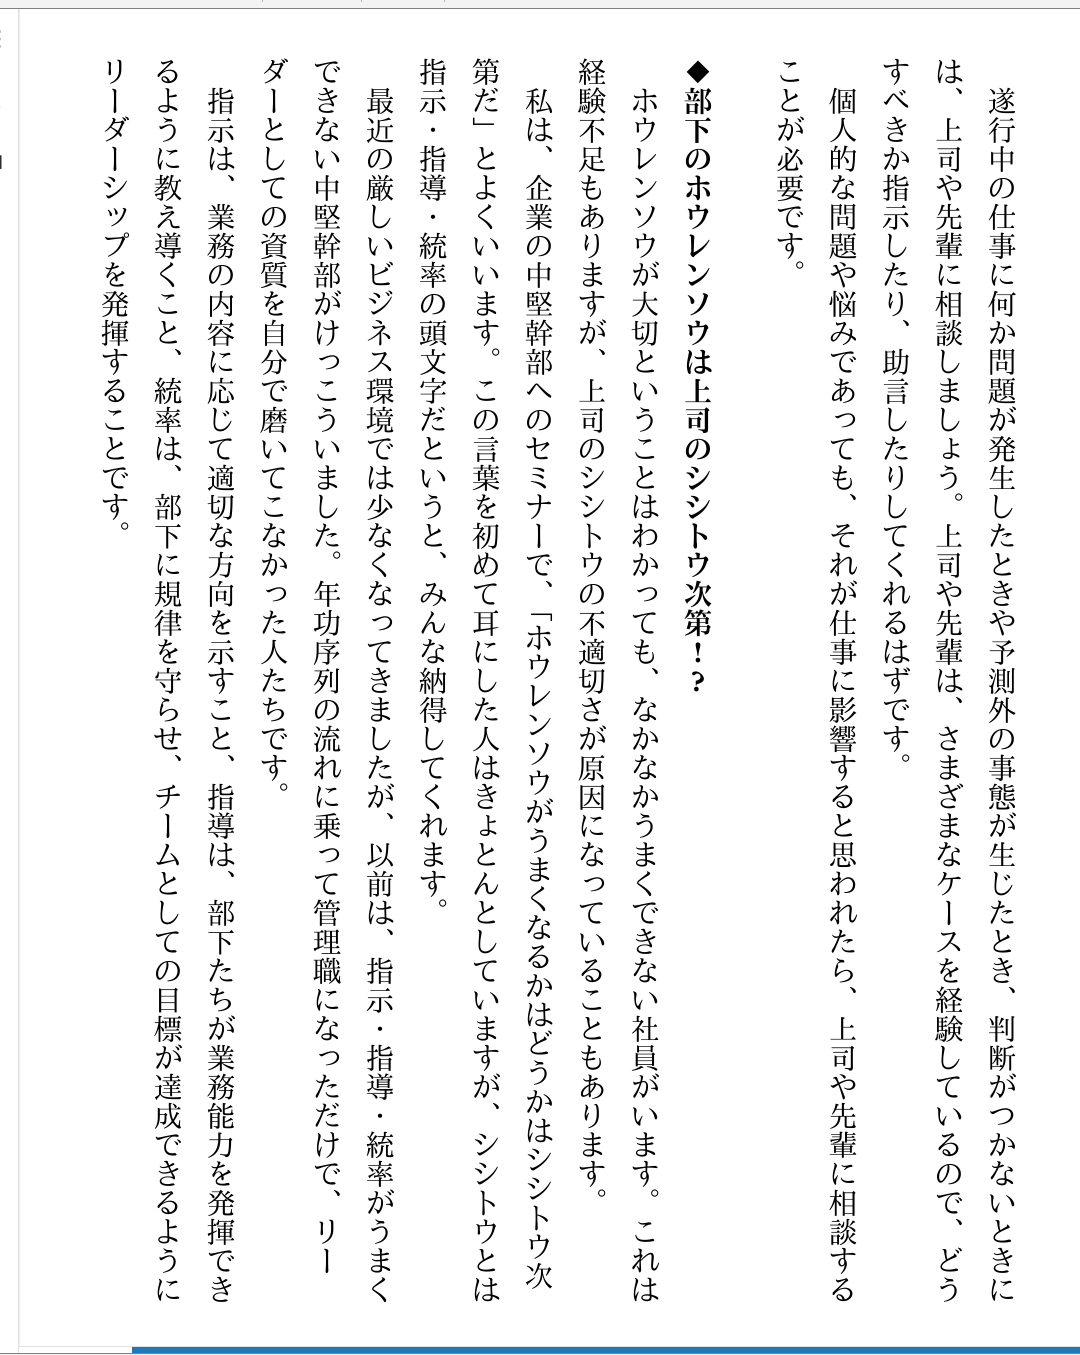 遂行中の仕事に何か問題が発生したときや予測外の事態が生じたとき、判断がつかないときに
は、上司や先輩に相談しましょう。上司や先輩は、さまざまなケースを経験しているので、どう
すべきか指示したり、助言したりしてくれるはずです。
個人的な問題や悩みであっても、それが仕事に影響すると思われたら、上司や先輩に相談する
ことが必要です。
◆部下のホウレンソウは上司のシシトウ次第！？
ホウレンソウが大切ということはわかっても、なかなかうまくできない社員がいます。これは
経験不足もありますが、上司のシシトウの不適切さが原因になっていることもあります。
私は、企業の中堅幹部へのセミナーで、「ホウレンソウがうまくなるかはどうかはシシトウ次
第だ」とよくいいます。この言葉を初めて耳にした人はきょとんとしていますが、シシトウとは
指示・指導・統率の頭文字だというと、みんな納得してくれます。
最近の厳しいビジネス環境では少なくなってきましたが、以前は、指示・指導・統率がうまく
できない中堅幹部がけっこういました。年功序列の流れに乗って管理職になっただけで、リー
ダーとしての資質を自分で磨いてこなかった人たちです。
指示は、業務の内容に応じて適切な方向を示すこと、指導は、部下たちが業務能力を発揮でき
るように教え導くこと、統率は、部下に規律を守らせ、チームとしての目標が達成できるように
リーダーシップを発揮することです。